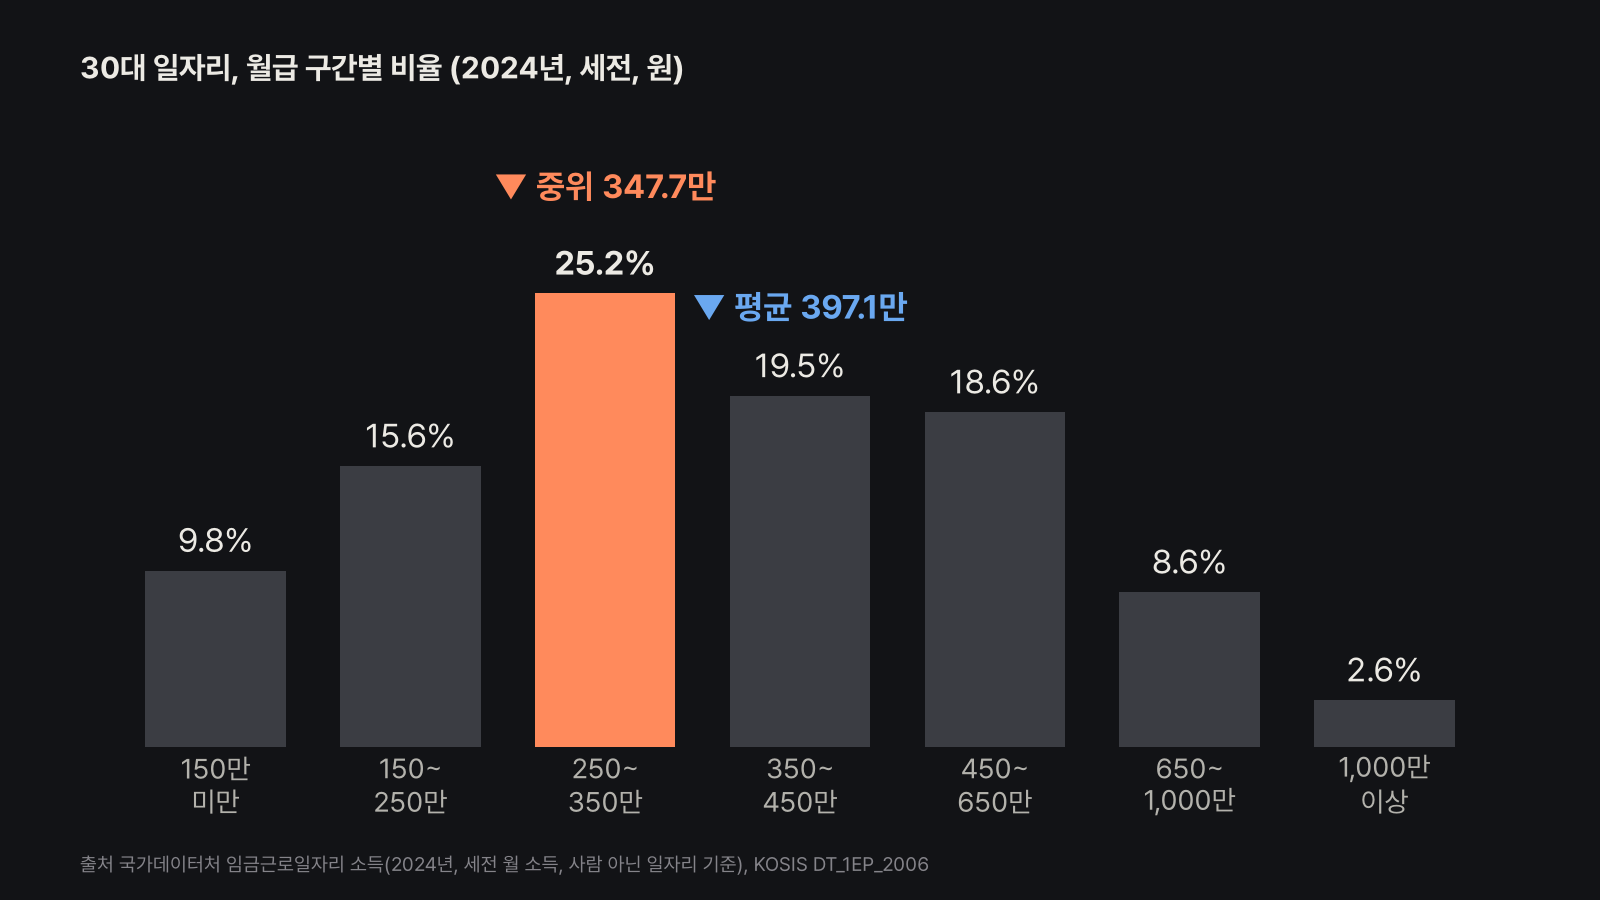 30대 일자리, 월급 구간별 비율 (2024년, 세전, 원)
▼ 중위 347.7만
25.2%
▼ 평균 397.1만
19.5%
18.6%
15.6%
9.8%
8.6%
2.6%
150만
미만
150~
250만
250~
350만
350~
450만
450~
650만
650~
1,000만
1,000만
이상
출처 국가데이터처 임금근로일자리 소득(2024년, 세전 월 소득, 사람 아닌 일자리 기준), KOSIS DT_1EP_2006